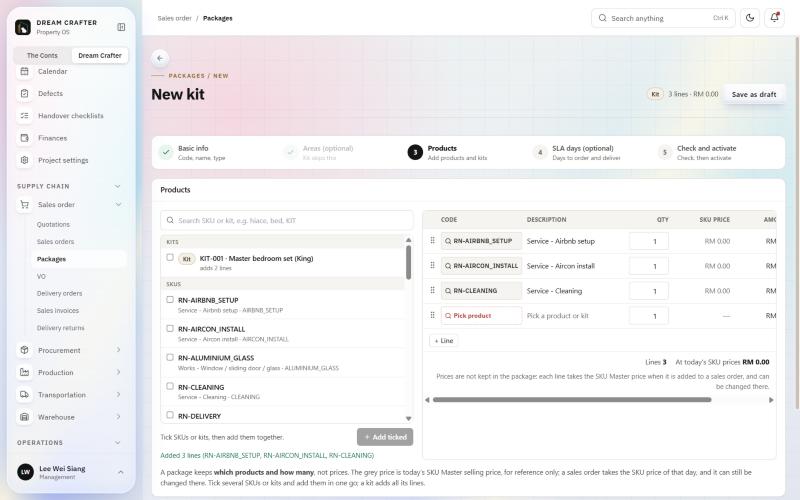 DREAM CRAFTER
Property OS
The Conts
Dream Crafter
Calendar
Defects
Handover checklists
Finances
Project settings
SUPPLY CHAIN
Sales order
Quotations
Sales orders
Packages
VO
Delivery orders
Sales invoices
Delivery returns
Procurement
Production
Transportation
Warehouse
OPERATIONS
LW
Lee Wei Siang
Management
Sales order / Packages
Search anything
Ctrl K
PACKAGES / NEW
New kit
Kit
3 lines · RM 0.00
Save as draft
Basic info
Code, name, type
Areas (optional)
Kit skips this
3
Products
Add products and kits
4
SLA days (optional)
Days to order and deliver
5
Check and activate
Check, then activate
Products
Search SKU or kit, e.g. hiace, bed, KIT
KITS
Kit
KIT-001 · Master bedroom set (King)
adds 2 lines
SKUS
RN-AIRBNB_SETUP
Service - Airbnb setup · AIRBNB_SETUP
RN-AIRCON_INSTALL
Service - Aircon install · AIRCON_INSTALL
RN-ALUMINIUM_GLASS
Works - Window / sliding door / glass · ALUMINIUM_GLASS
RN-CLEANING
Service - Cleaning · CLEANING
RN-DELIVERY
Tick SKUs or kits, then add them together.
+ Add ticked
Added 3 lines (RN-AIRBNB_SETUP, RN-AIRCON_INSTALL, RN-CLEANING)
CODE DESCRIPTION QTY SKU PRICE AMO
RN-AIRBNB_SETUP Service - Airbnb setup 1 RM 0.00 RM
RN-AIRCON_INSTALL Service - Aircon install 1 RM 0.00 RM
RN-CLEANING Service - Cleaning 1 RM 0.00 RM
Pick product Pick a product or kit 1 — RM
+ Line
Lines 3 At today's SKU prices RM 0.00
Prices are not kept in the package: each line takes the SKU Master price when it is added to a sales order, and can
be changed there.
A package keeps which products and how many, not prices. The grey price is today's SKU Master selling price, for reference only: a sales order takes the SKU price of that day, and it can still be
changed there. Tick several SKUs or kits and add them in one go; a kit adds all its lines.